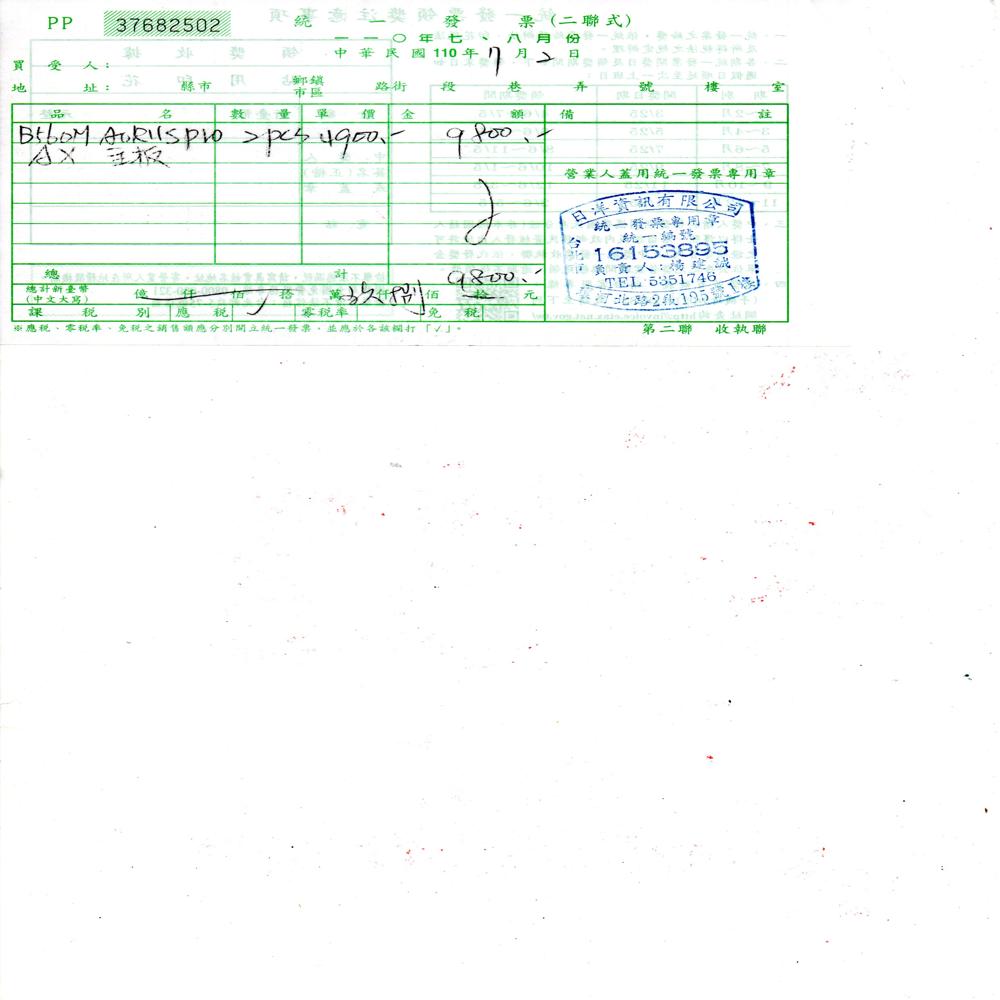 PP 37682502
統一發票(二聯式)
一一〇年七、八月份
中華民國110年7月2日
買受人：
地址： 縣市 鄉鎮市區 路街 段 巷 弄 號 樓 室
品名 數量 單價 金額 備註
B560M AORUS pro 2pcs 4900.- 9800.-
AX 主板
營業人蓋用統一發票專用章
日洋資訊有限公司
統一發票專用章
統一編號
台北市
16153895
負責人：楊建誠
TEL 5351746
河北路2段195號1樓
總計 9800.-
總計新臺幣
(中文大寫) 億 仟 佰 拾 萬 玖仟 捌佰 拾 元
課稅別 應稅 零稅率 免稅
※應稅、零稅率、免稅之銷售額應分別開立統一發票，並應於各該欄打「✓」。
第二聯 收執聯